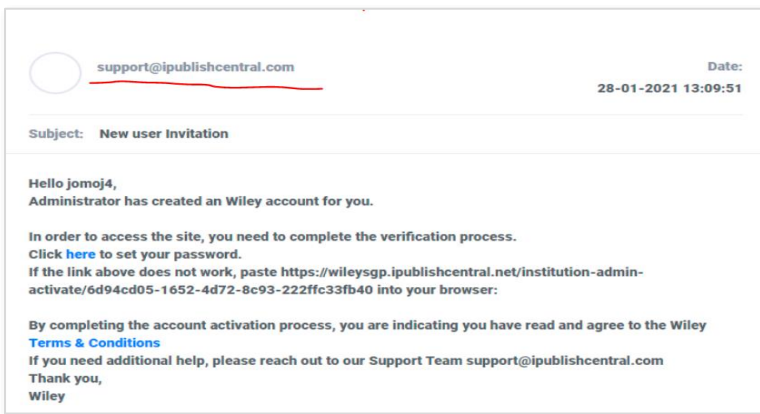 support@ipublishcentral.com
Date:
28-01-2021 13:09:51
Subject: New user Invitation
Hello jomoj4,
Administrator has created an Wiley account for you.
In order to access the site, you need to complete the verification process.
Click here to set your password.
If the link above does not work, paste https://wileysgp.ipublishcentral.net/institution-admin-
activate/6d94cd05-1652-4d72-8c93-222ffc33fb40 into your browser:
By completing the account activation process, you are indicating you have read and agree to the Wiley
Terms & Conditions
If you need additional help, please reach out to our Support Team support@ipublishcentral.com
Thank you,
Wiley